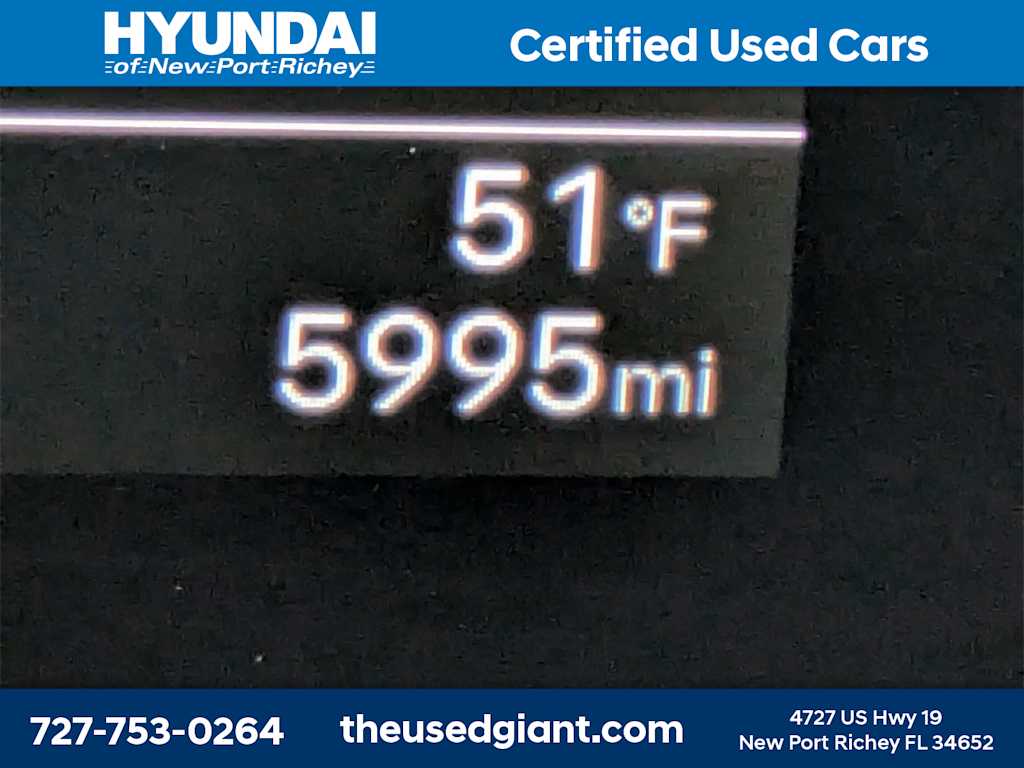 HYUNDAI
of New Port Richey
Certified Used Cars
51°F
5995mi
727-753-0264
theusedgiant.com
4727 US Hwy 19
New Port Richey FL 34652